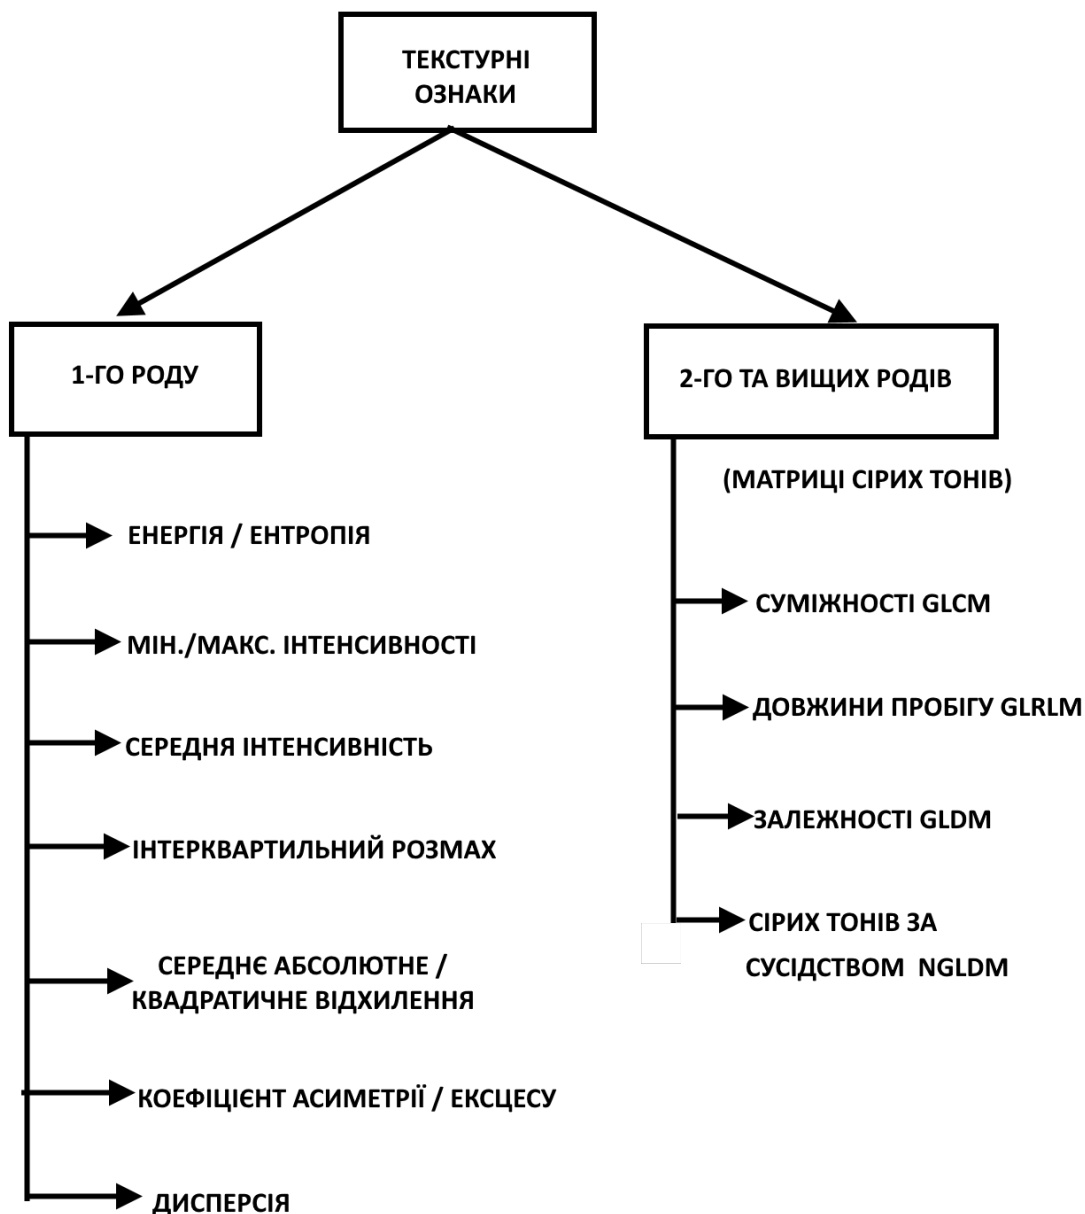 ТЕКСТУРНІ
ОЗНАКИ
1-ГО РОДУ
ЕНЕРГІЯ / ЕНТРОПІЯ
МІН./МАКС. ІНТЕНСИВНОСТІ
СЕРЕДНЯ ІНТЕНСИВНІСТЬ
ІНТЕРКВАРТИЛЬНИЙ РОЗМАХ
СЕРЕДНЄ АБСОЛЮТНЕ /
КВАДРАТИЧНЕ ВІДХИЛЕННЯ
КОЕФІЦІЄНТ АСИМЕТРІЇ / ЕКСЦЕСУ
ДИСПЕРСІЯ
2-ГО ТА ВИЩИХ РОДІВ
(МАТРИЦІ СІРИХ ТОНІВ)
СУМІЖНОСТІ GLCM
ДОВЖИНИ ПРОБІГУ GLRLM
ЗАЛЕЖНОСТІ GLDM
СІРИХ ТОНІВ ЗА
СУСІДСТВОМ NGLDM